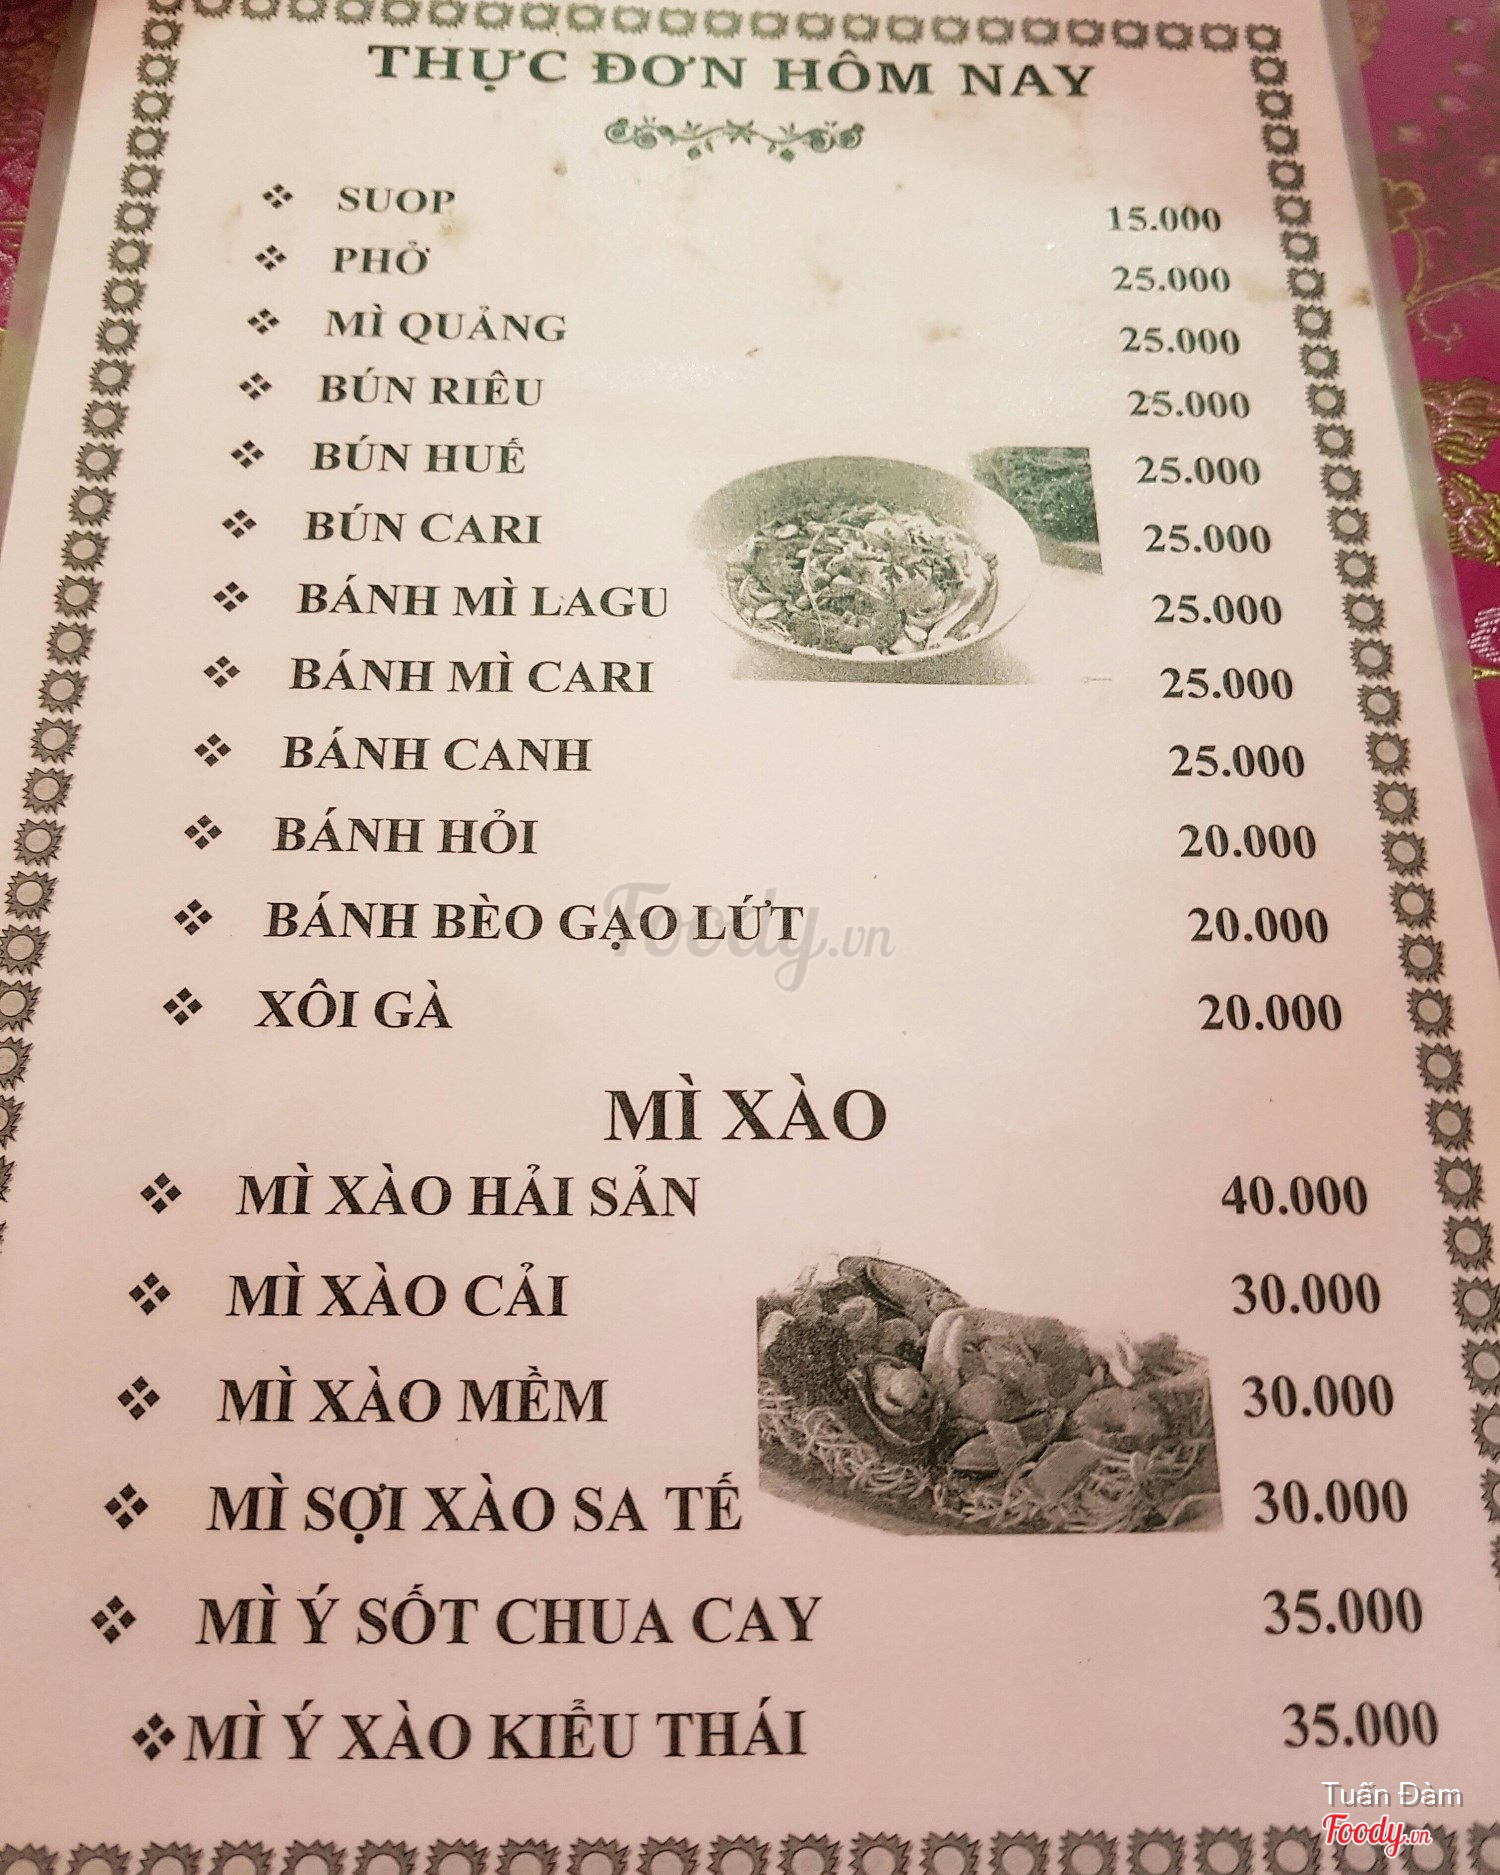 THỰC ĐƠN HÔM NAY
❖ SUOP 15.000
❖ PHỞ 25.000
❖ MÌ QUẢNG 25.000
❖ BÚN RIÊU 25.000
❖ BÚN HUẾ 25.000
❖ BÚN CARI 25.000
❖ BÁNH MÌ LAGU 25.000
❖ BÁNH MÌ CARI 25.000
❖ BÁNH CANH 25.000
❖ BÁNH HỎI 20.000
❖ BÁNH BÈO GẠO LỨT 20.000
Foody.vn
❖ XÔI GÀ 20.000
MÌ XÀO
❖ MÌ XÀO HẢI SẢN 40.000
❖ MÌ XÀO CẢI 30.000
❖ MÌ XÀO MỀM 30.000
❖ MÌ SỢI XÀO SA TẾ 30.000
❖ MÌ Ý SỐT CHUA CAY 35.000
❖ MÌ Ý XÀO KIỂU THÁI 35.000
Tuấn Đàm
Foody.vn